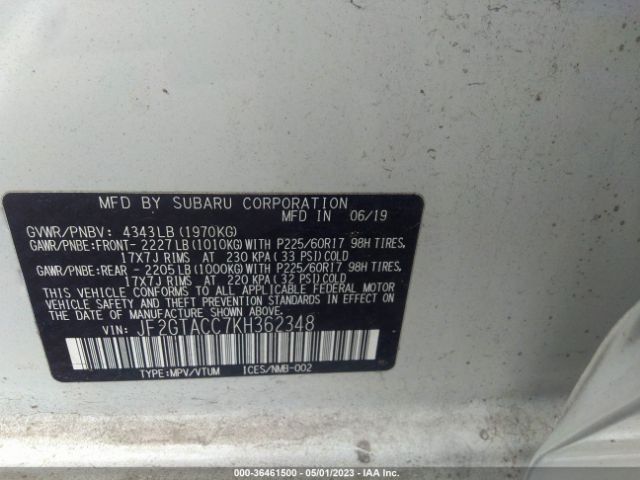 MFD BY SUBARU CORPORATION
MFD IN 06/19
GVWR/PNBV: 4343LB (1970KG)
GAWR/PNBE:FRONT- 2227LB (1010KG) WITH P225/60R17 98H TIRES,
17X7J RIMS AT 230 KPA (33 PSI) COLD.
GAWR/PNBE:REAR - 2205LB (1000KG) WITH P225/60R17 98H TIRES,
17X7J RIMS AT 220 KPA (32 PSI) COLD.
THIS VEHICLE CONFORMS TO ALL APPLICABLE FEDERAL MOTOR
VEHICLE SAFETY AND THEFT PREVENTION STANDARDS IN EFFECT ON
THE DATE OF MANUFACTURE SHOWN ABOVE.
VIN: JF2GTACC7KH362348
TYPE:MPV/VTUM ICES/NMB-002
000-36461500 - 05/01/2023 - IAA Inc.